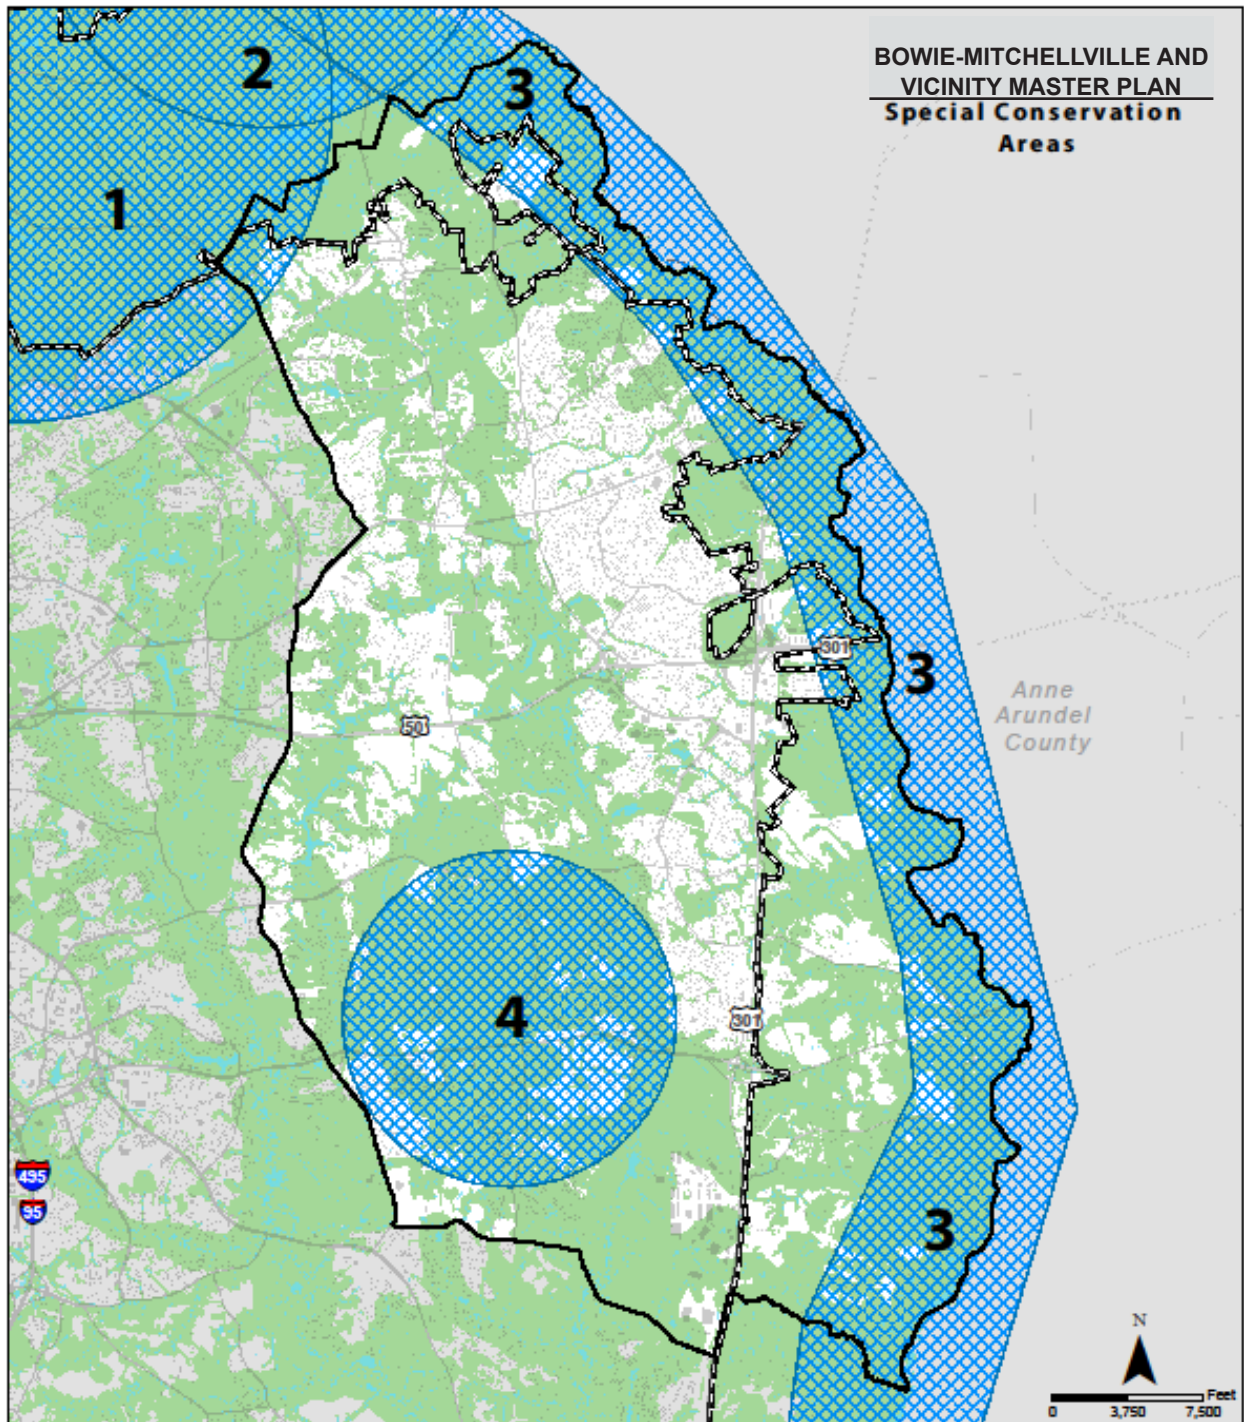 BOWIE-MITCHELLVILLE AND
VICINITY MASTER PLAN
Special Conservation
Areas
2
3
1
301
3
Anne
Arundel
County
50
4
301
495
95
3
N
Feet
0 3,750 7,500